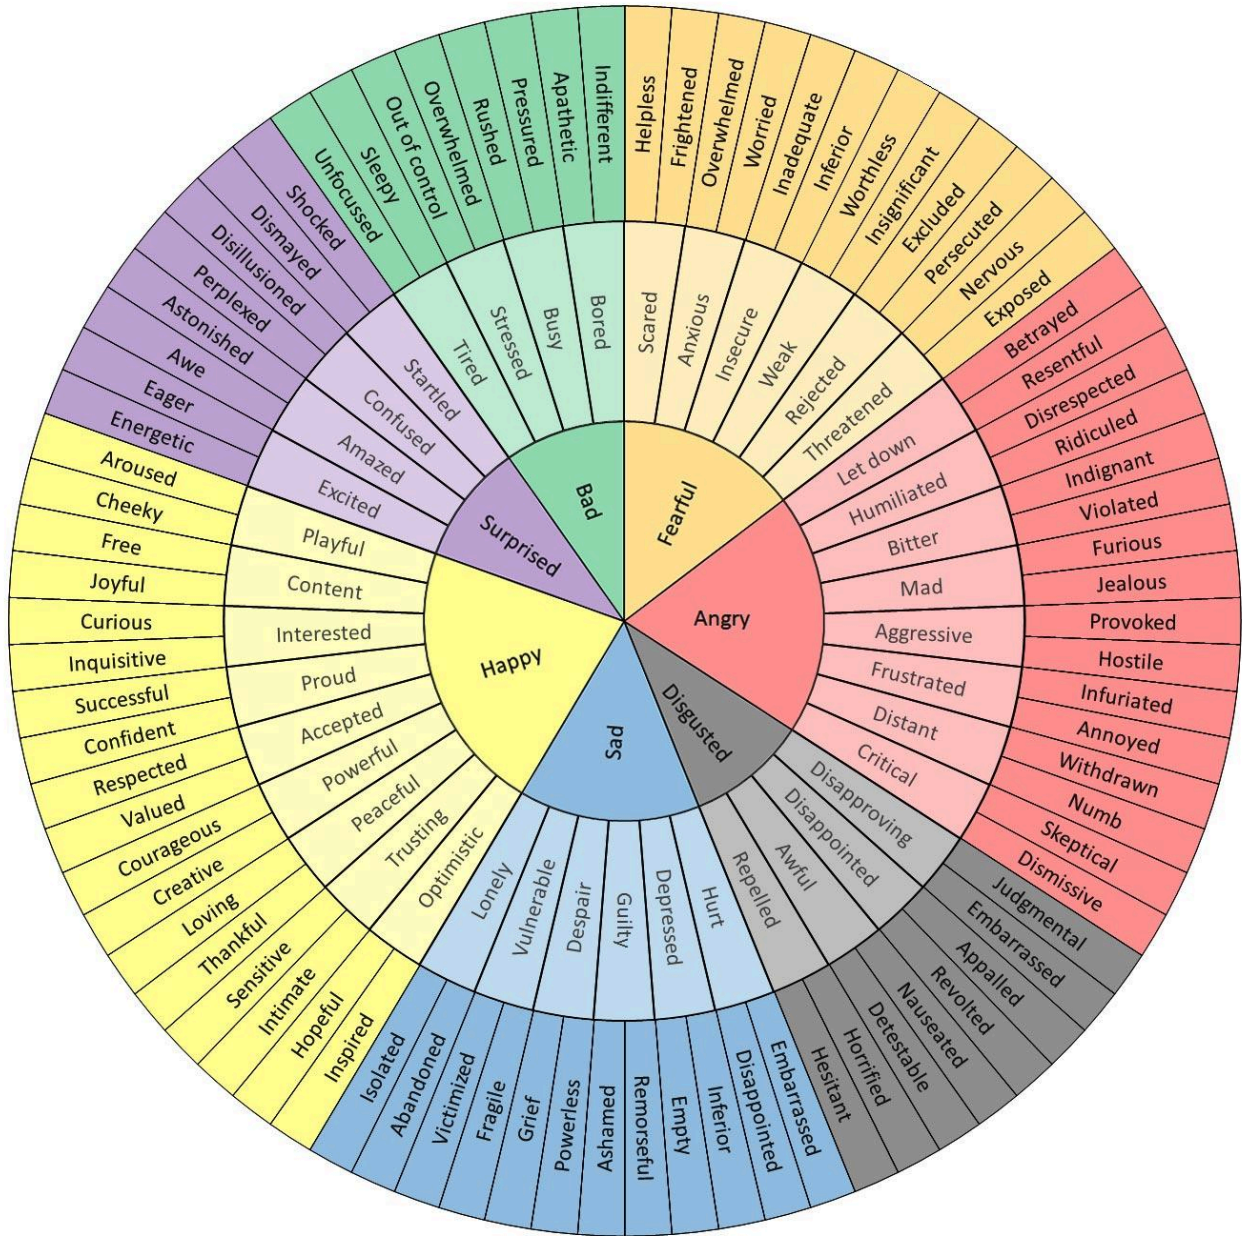 Fearful
Angry
Disgusted
Sad
Happy
Surprised
Bad
Scared
Anxious
Insecure
Weak
Rejected
Threatened
Let down
Humiliated
Bitter
Mad
Aggressive
Frustrated
Distant
Critical
Disapproving
Disappointed
Awful
Repelled
Hurt
Depressed
Guilty
Despair
Vulnerable
Lonely
Optimistic
Trusting
Peaceful
Powerful
Accepted
Proud
Interested
Content
Playful
Excited
Amazed
Confused
Startled
Tired
Stressed
Busy
Bored
Helpless
Frightened
Overwhelmed
Worried
Inadequate
Inferior
Worthless
Insignificant
Excluded
Persecuted
Nervous
Exposed
Betrayed
Resentful
Disrespected
Ridiculed
Indignant
Violated
Furious
Jealous
Provoked
Hostile
Infuriated
Annoyed
Withdrawn
Numb
Skeptical
Dismissive
Judgmental
Embarrassed
Appalled
Revolted
Nauseated
Detestable
Horrified
Hesitant
Embarrassed
Disappointed
Inferior
Empty
Remorseful
Ashamed
Powerless
Grief
Fragile
Victimized
Abandoned
Isolated
Inspired
Hopeful
Intimate
Sensitive
Thankful
Loving
Creative
Courageous
Valued
Respected
Confident
Successful
Inquisitive
Curious
Joyful
Free
Cheeky
Aroused
Energetic
Eager
Awe
Astonished
Perplexed
Disillusioned
Dismayed
Shocked
Unfocussed
Sleepy
Out of control
Overwhelmed
Rushed
Pressured
Apathetic
Indifferent